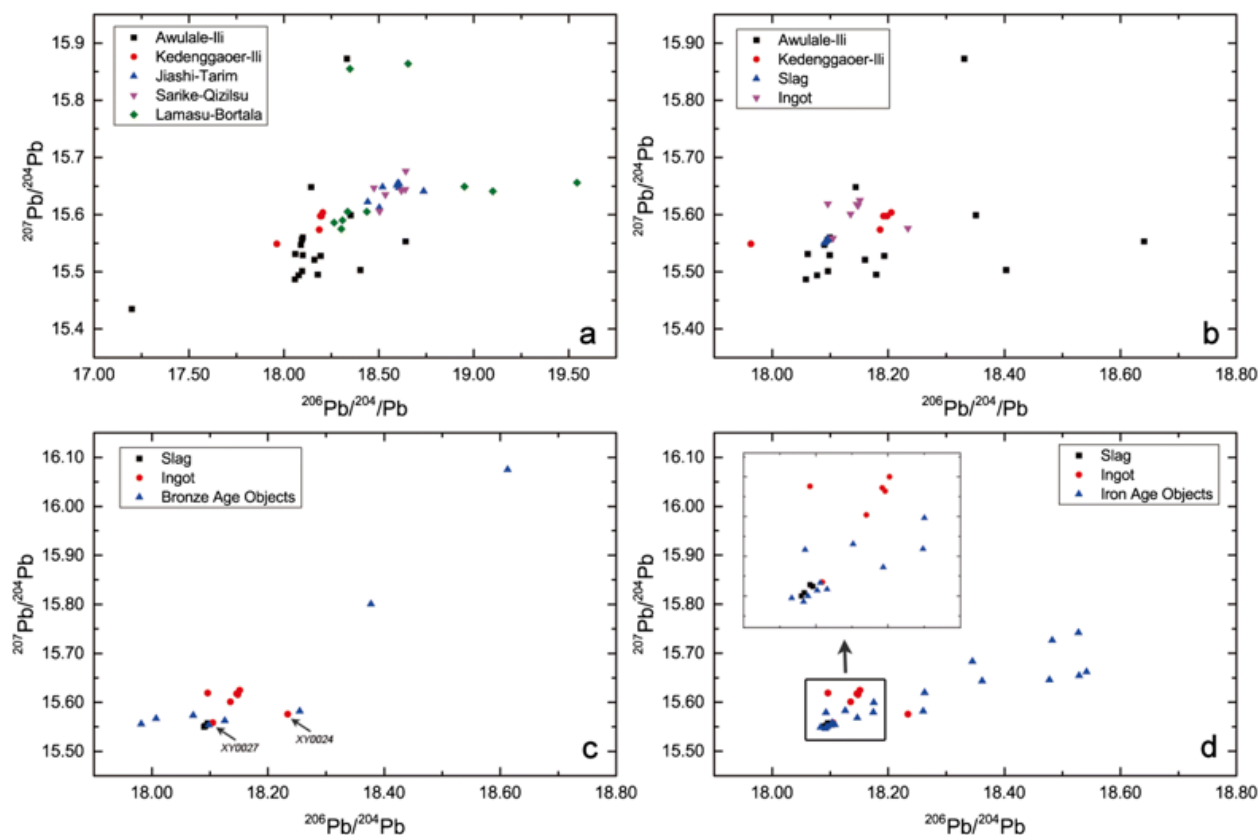 15.9
15.8
15.7
15.6
15.5
15.4
²⁰⁷Pb/²⁰⁴Pb
Awulale-Ili
Kedenggaoer-Ili
Jiashi-Tarim
Sarike-Qizilsu
Lamasu-Bortala
a
17.00 17.50 18.00 18.50 19.00 19.50
²⁰⁶Pb/²⁰⁴/Pb
15.90
15.80
15.70
15.60
15.50
15.40
²⁰⁷Pb/²⁰⁴Pb
Awulale-Ili
Kedenggaoer-Ili
Slag
Ingot
b
18.00 18.20 18.40 18.60 18.80
²⁰⁶Pb/²⁰⁴Pb
16.10
16.00
15.90
15.80
15.70
15.60
15.50
²⁰⁷Pb/²⁰⁴Pb
Slag
Ingot
Bronze Age Objects
XY0027
XY0024
c
18.00 18.20 18.40 18.60 18.80
²⁰⁶Pb/²⁰⁴Pb
16.10
16.00
15.90
15.80
15.70
15.60
15.50
²⁰⁷Pb/²⁰⁴Pb
Slag
Ingot
Iron Age Objects
d
18.00 18.20 18.40 18.60 18.80
²⁰⁶Pb/²⁰⁴Pb